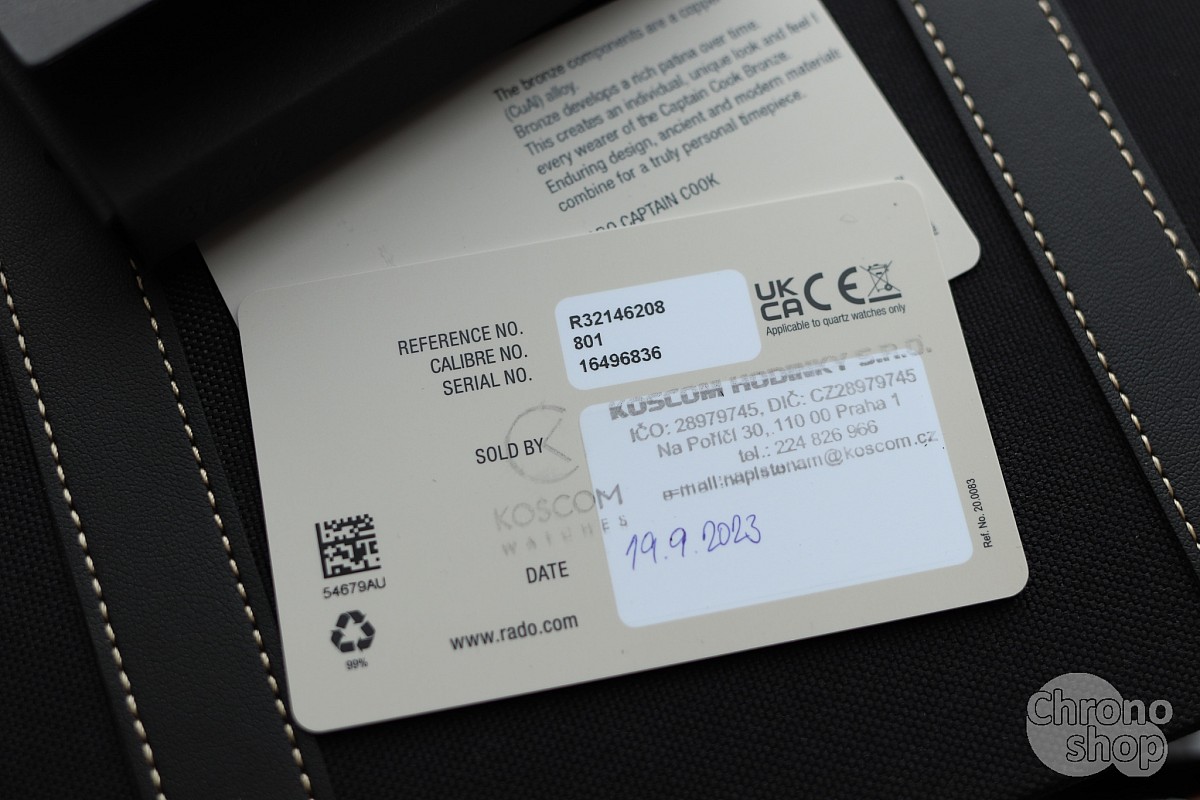 The bronze components are a copper
(CuAl) alloy.
Bronze develops a rich patina over time.
This creates an individual, unique look and feel f
every wearer of the Captain Cook Bronze.
Enduring design, ancient and modern materials
combine for a truly personal timepiece.
CAPTAIN COOK
REFERENCE NO. R32146208
CALIBRE NO. 801
SERIAL NO. 16496836
UK CA CE
Applicable to quartz watches only
SOLD BY
KOSCOM HODINKY s.r.o.
IČO: 28979745, DIČ: CZ28979745
Na Poříčí 30, 110 00 Praha 1
tel.: 224 826 966
e-mail:naplstonam@koscom.cz
KOSCOM
WATCHES
DATE 19.9.2023
www.rado.com
54679AU
99%
Ref. No. 20.0083
Chrono
shop